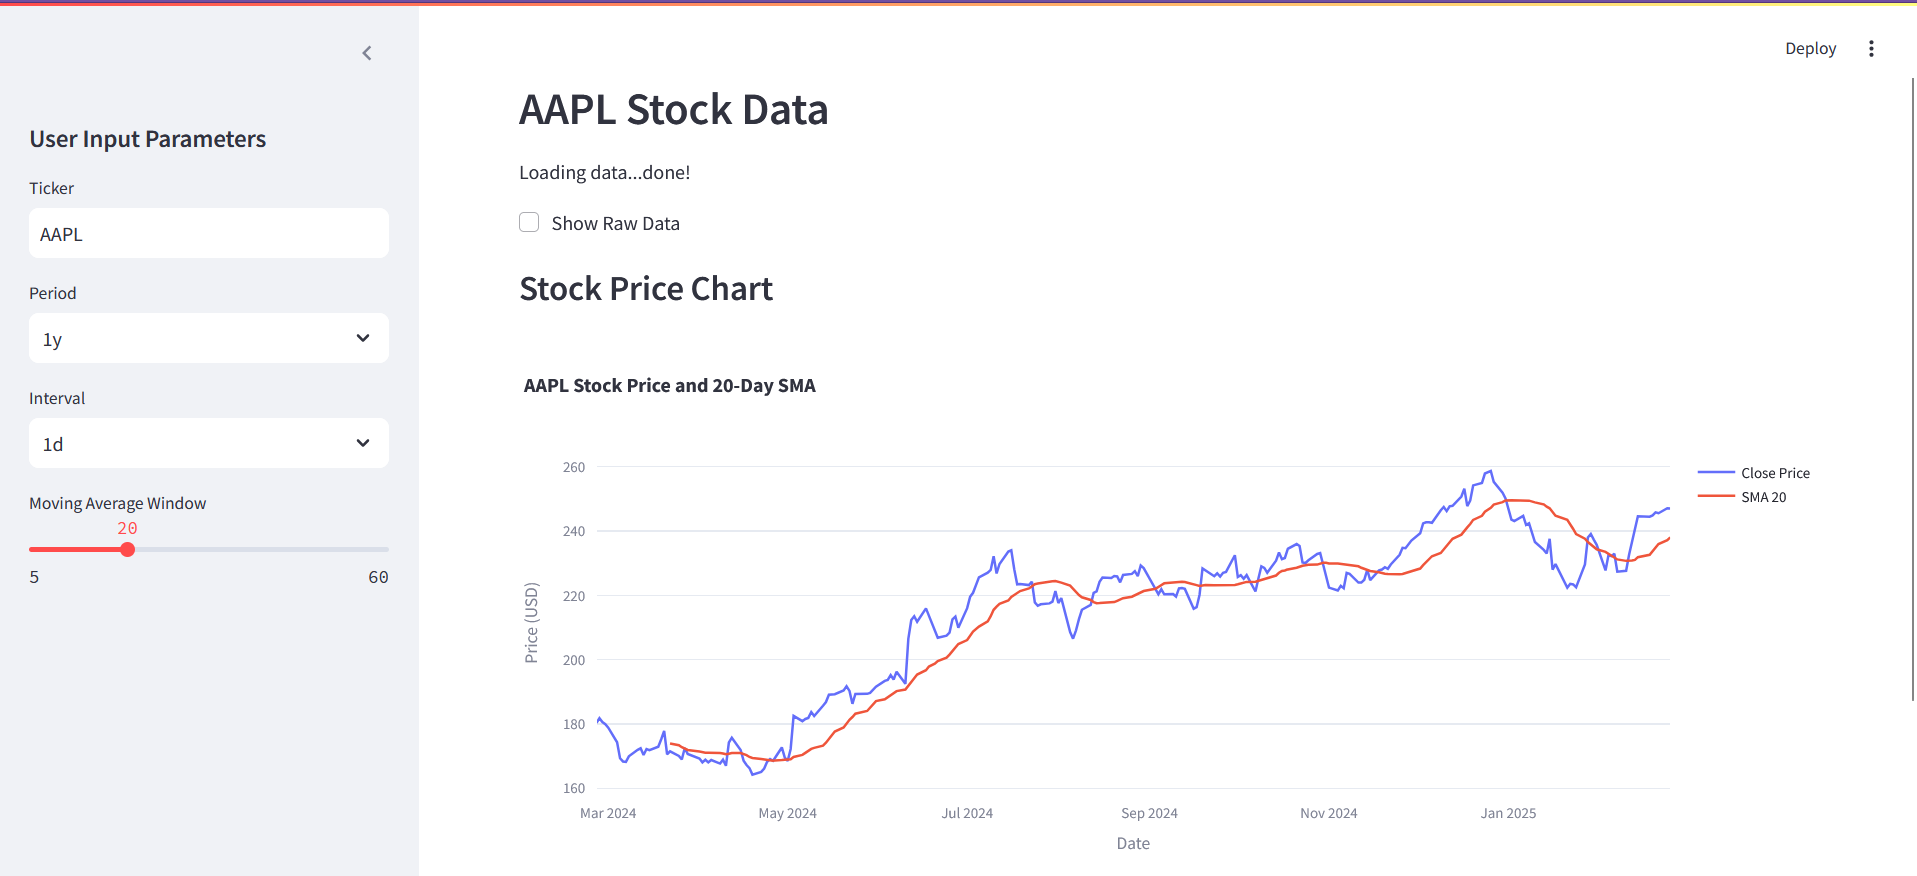 Deploy
User Input Parameters
Ticker
AAPL
Period
1y
Interval
1d
Moving Average Window
20
5 60
AAPL Stock Data
Loading data...done!
Show Raw Data
Stock Price Chart
AAPL Stock Price and 20-Day SMA
260
240
220
200
180
160
Price (USD)
Mar 2024 May 2024 Jul 2024 Sep 2024 Nov 2024 Jan 2025
Date
Close Price
SMA 20